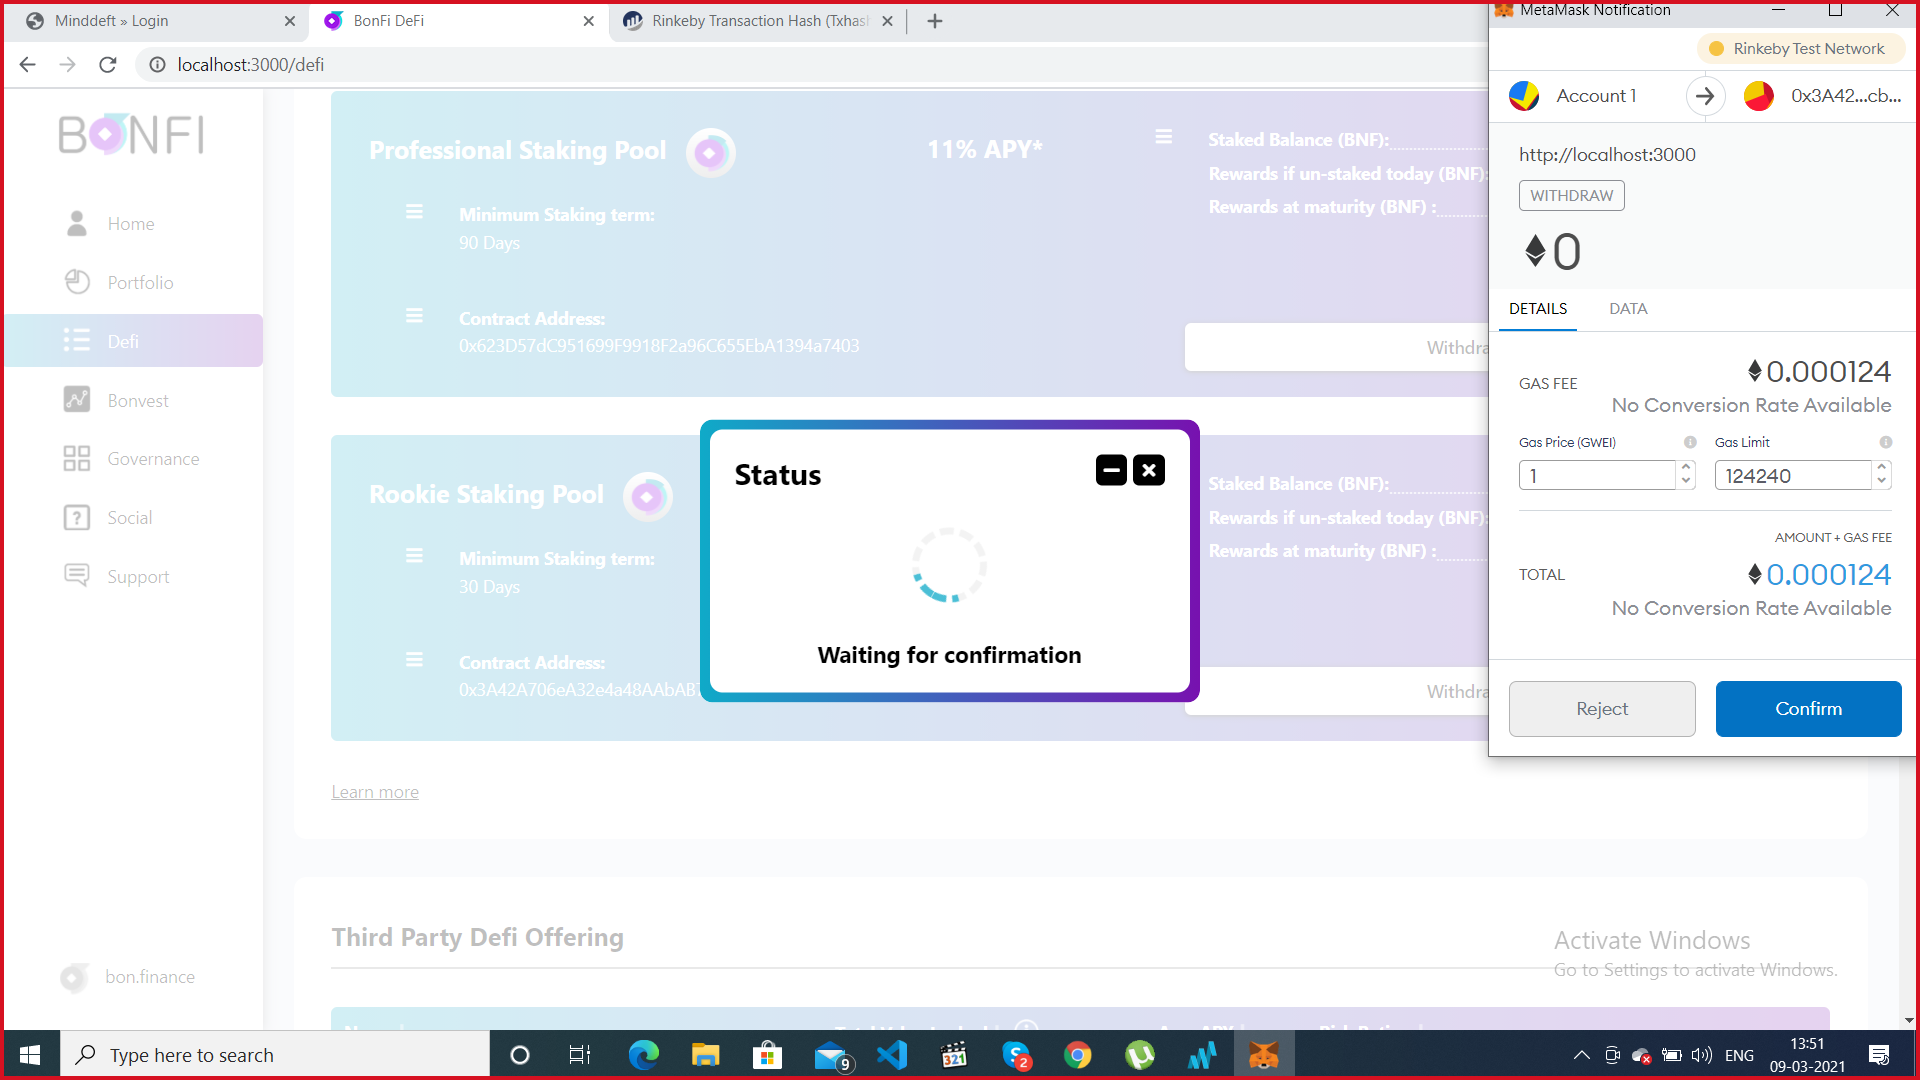 Minddeft » Login
BonFi DeFi
Rinkeby Transaction Hash (Txhas
MetaMask Notification
localhost:3000/defi
Rinkeby Test Network
Account 1
0x3A42...cb...
BONFI
Home
Portfolio
Defi
Bonvest
Governance
Social
Support
bon.finance
Professional Staking Pool
11% APY*
Minimum Staking term:
90 Days
Contract Address:
0x623D57dC951699F9918F2a96C655EbA1394a7403
Staked Balance (BNF):
Rewards if un-staked today (BNF):
Rewards at maturity (BNF) :
Withdra
Rookie Staking Pool
Minimum Staking term:
30 Days
Contract Address:
0x3A42A706eA32e4a48AAbAB
Staked Balance (BNF):
Rewards if un-staked today (BNF):
Rewards at maturity (BNF) :
Withdra
Status
Waiting for confirmation
Learn more
Third Party Defi Offering
http://localhost:3000
WITHDRAW
0
DETAILS
DATA
GAS FEE
0.000124
No Conversion Rate Available
Gas Price (GWEI)
Gas Limit
1
124240
AMOUNT + GAS FEE
TOTAL
0.000124
No Conversion Rate Available
Reject
Confirm
Activate Windows
Go to Settings to activate Windows.
Type here to search
321
9
2
ENG
13:51
09-03-2021